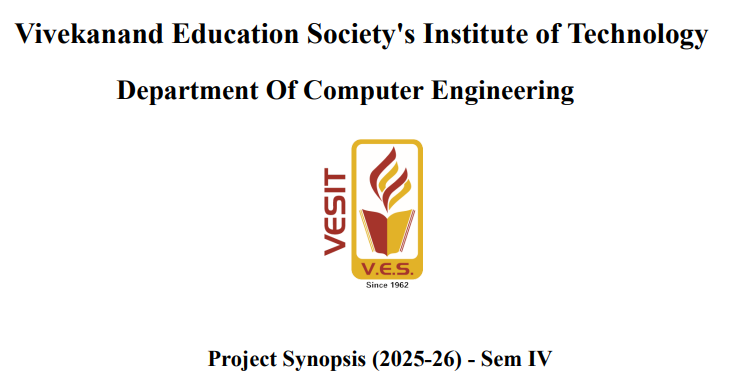 Vivekanand Education Society's Institute of Technology
Department Of Computer Engineering
VESIT
V.E.S.
Since 1962
Project Synopsis (2025-26) - Sem IV